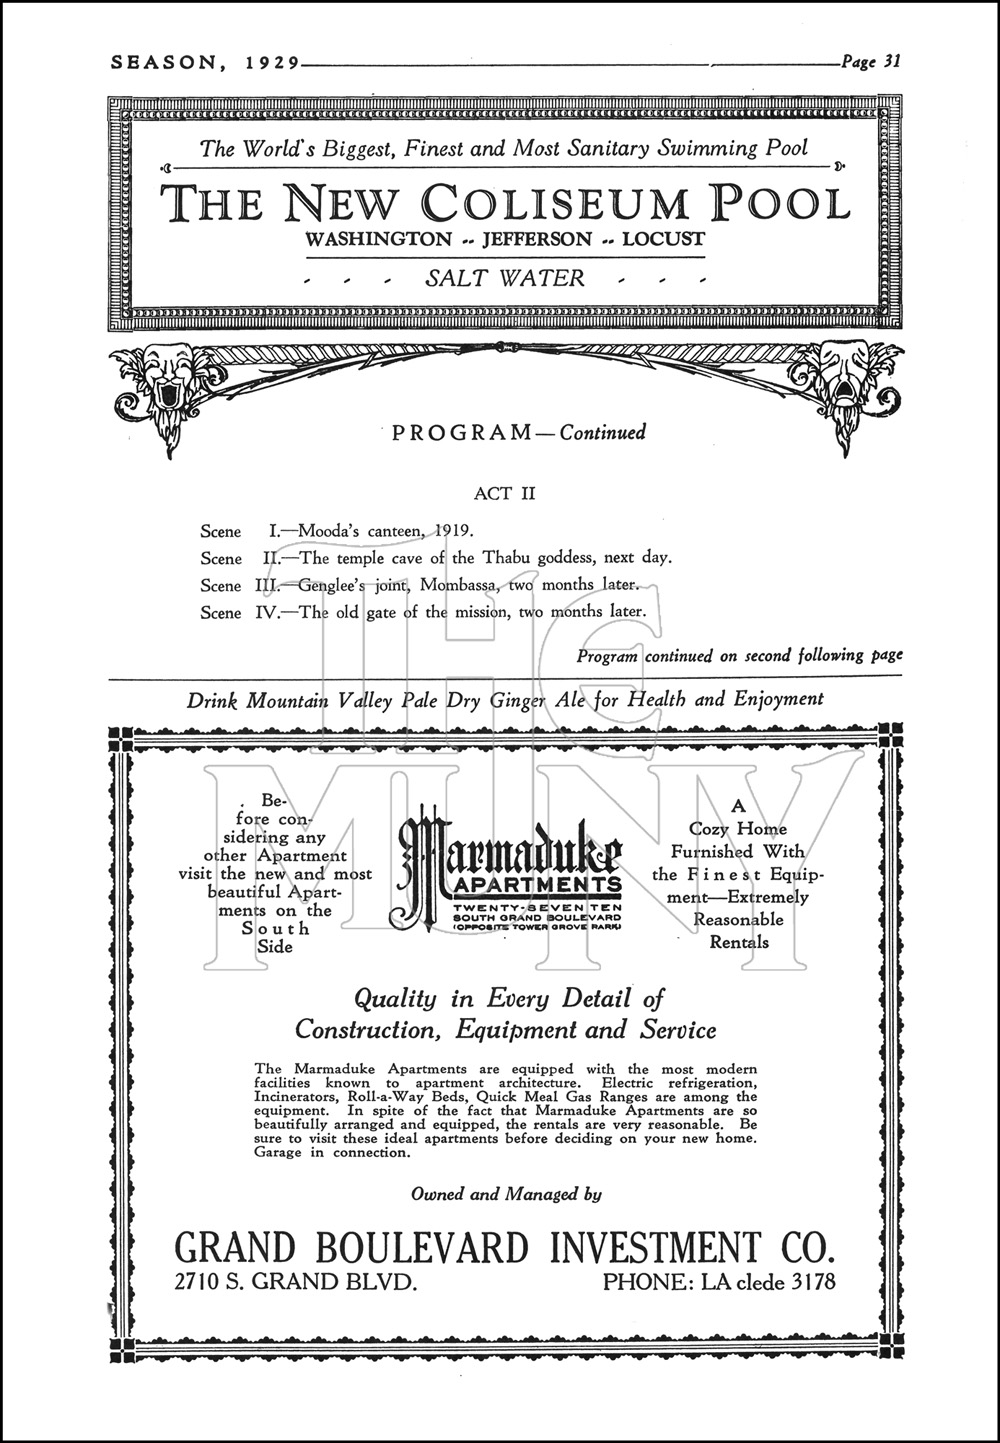 SEASON, 1929
Page 31
The World's Biggest, Finest and Most Sanitary Swimming Pool
THE NEW COLISEUM POOL
WASHINGTON -- JEFFERSON -- LOCUST
- - - SALT WATER - - -
PROGRAM—Continued
ACT II
Scene I.—Mooda's canteen, 1919.
Scene II.—The temple cave of the Thabu goddess, next day.
Scene III.—Genglee's joint, Mombassa, two months later.
Scene IV.—The old gate of the mission, two months later.
Program continued on second following page
Drink Mountain Valley Pale Dry Ginger Ale for Health and Enjoyment
THE
MUNY
Be-
fore con-
sidering any
other Apartment
visit the new and most
beautiful Apart-
ments on the
South
Side
Marmaduke
APARTMENTS
TWENTY-SEVEN TEN
SOUTH GRAND BOULEVARD
(OPPOSITE TOWER GROVE PARK)
A
Cozy Home
Furnished With
the Finest Equip-
ment—Extremely
Reasonable
Rentals
Quality in Every Detail of
Construction, Equipment and Service
The Marmaduke Apartments are equipped with the most modern
facilities known to apartment architecture. Electric refrigeration,
Incinerators, Roll-a-Way Beds, Quick Meal Gas Ranges are among the
equipment. In spite of the fact that Marmaduke Apartments are so
beautifully arranged and equipped, the rentals are very reasonable. Be
sure to visit these ideal apartments before deciding on your new home.
Garage in connection.
Owned and Managed by
GRAND BOULEVARD INVESTMENT CO.
2710 S. GRAND BLVD. PHONE: LA clede 3178